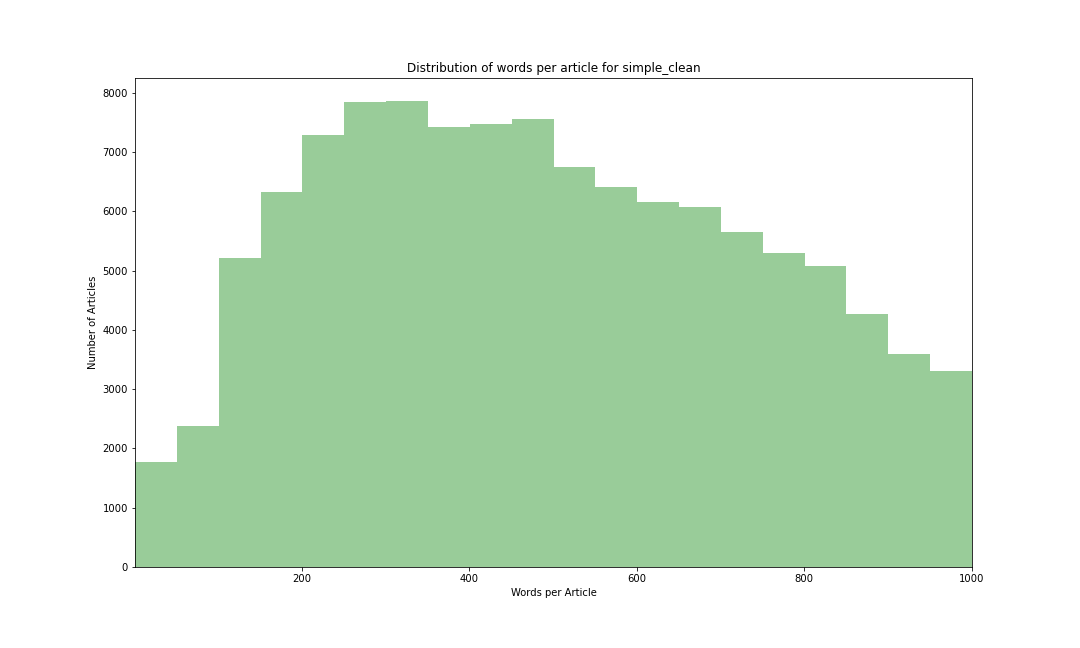 Distribution of words per article for simple_clean
8000
7000
6000
5000
4000
3000
2000
1000
0
Number of Articles
200 400 600 800 1000
Words per Article